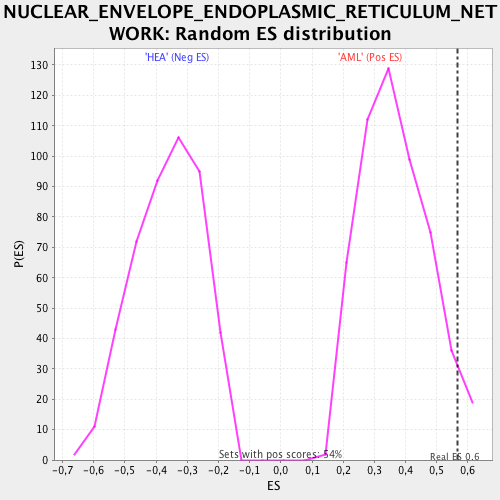 NUCLEAR_ENVELOPE_ENDOPLASMIC_RETICULUM_NET
WORK: Random ES distribution
'HEA' (Neg ES) 'AML' (Pos ES)
130
120
110
100
90
80
70
60
50
40
30
20
10
0
P(ES)
Sets with pos scores: 54%
Real ES 0.6
-0,7 -0,6 -0,5 -0,4 -0,3 -0,2 -0,1 0,0 0,1 0,2 0,3 0,4 0,5 0,6
ES